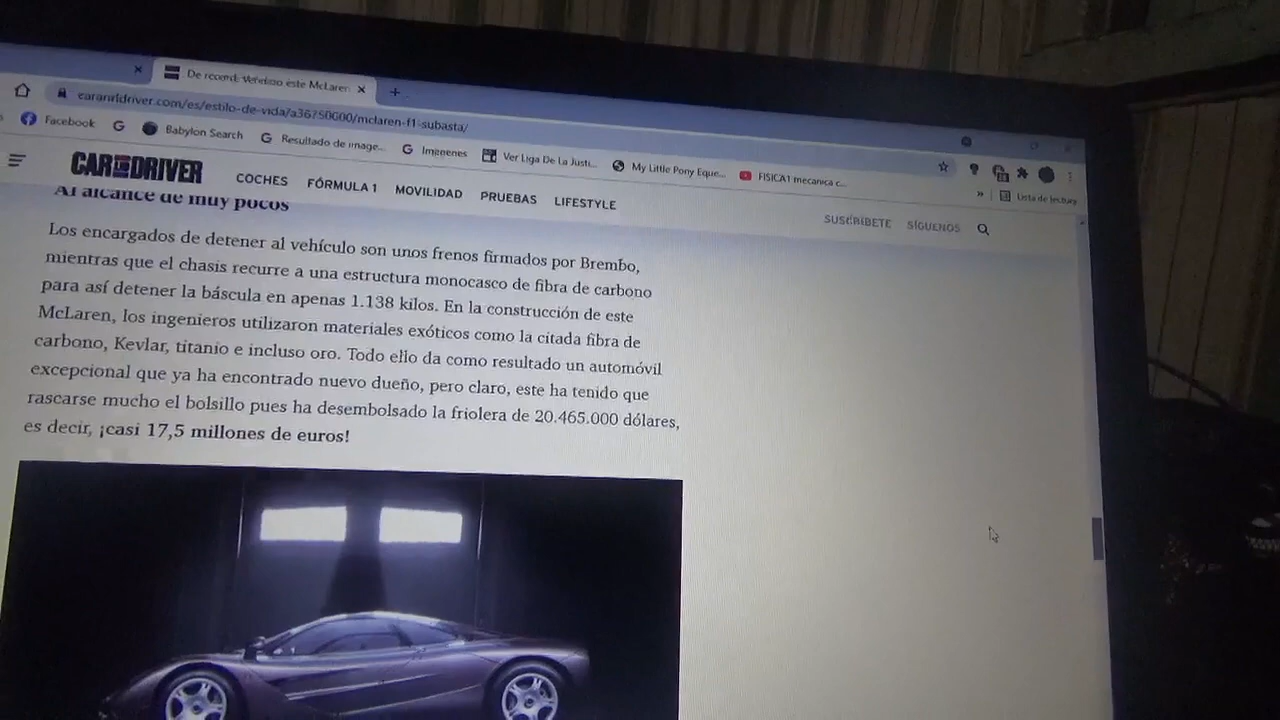 De record: Vendido este McLaren
caranddriver.com/es/estilo-de-vida/a36750600/mclaren-f1-subasta/
Facebook
Babylon Search
Resultado de image...
Imagenes
Ver Liga De La Justi...
My Little Pony Eque...
FISICA1 mecanica c...
Lista de lectura
CAR AND DRIVER
COCHES
FÓRMULA 1
MOVILIDAD
PRUEBAS
LIFESTYLE
SUSCRÍBETE
SÍGUENOS
Al alcance de muy pocos
Los encargados de detener al vehículo son unos frenos firmados por Brembo,
mientras que el chasis recurre a una estructura monocasco de fibra de carbono
para así detener la báscula en apenas 1.138 kilos. En la construcción de este
McLaren, los ingenieros utilizaron materiales exóticos como la citada fibra de
carbono, Kevlar, titanio e incluso oro. Todo ello da como resultado un automóvil
excepcional que ya ha encontrado nuevo dueño, pero claro, este ha tenido que
rascarse mucho el bolsillo pues ha desembolsado la friolera de 20.465.000 dólares,
es decir, ¡casi 17,5 millones de euros!